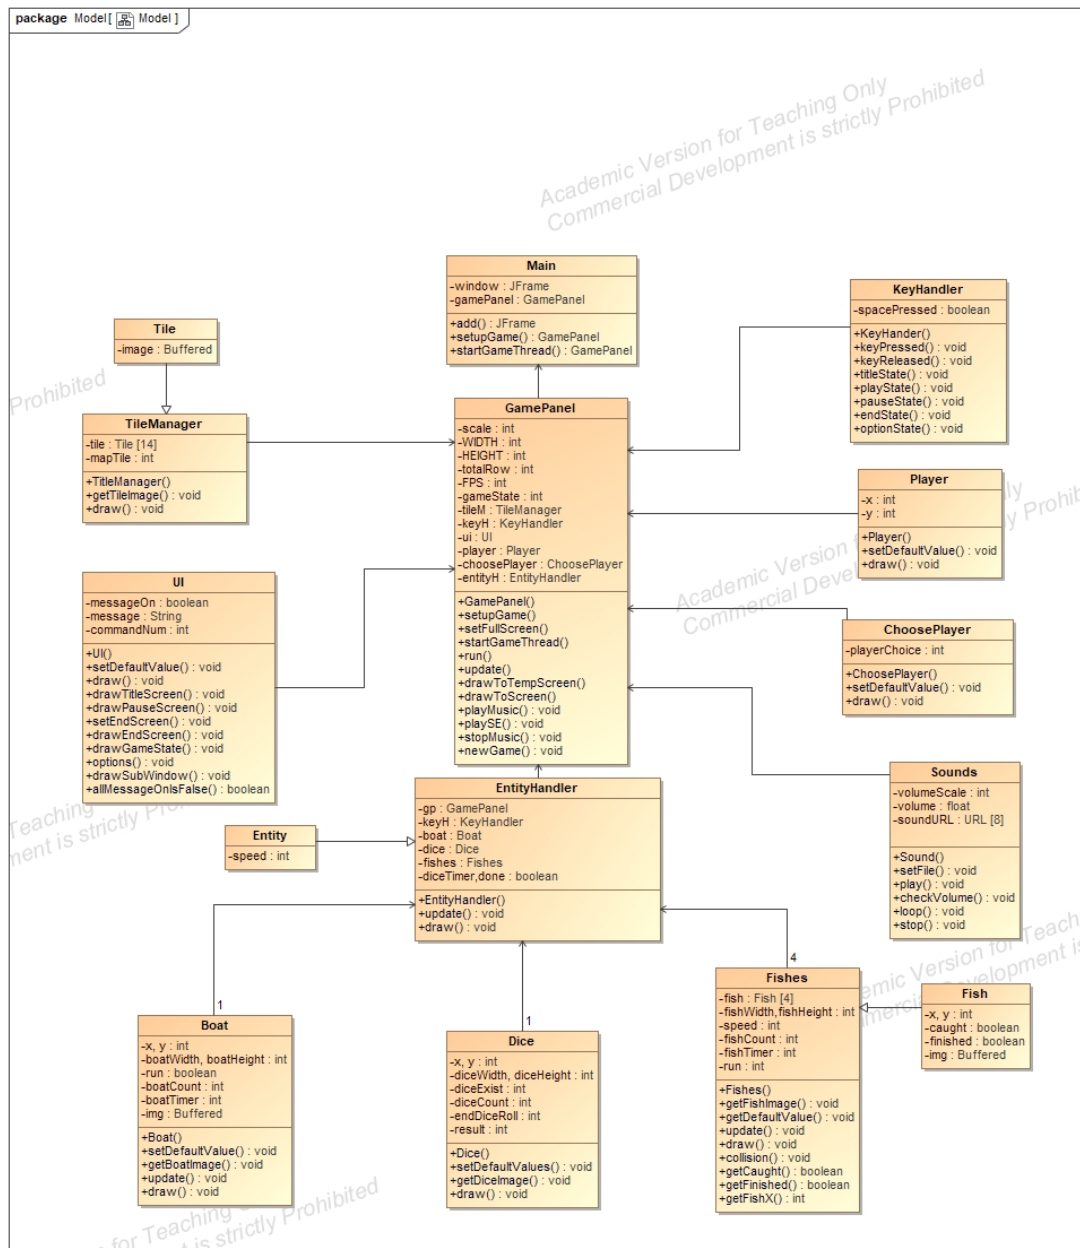 package Model[ Model ]
Academic Version for Teaching Only
Commercial Development is strictly Prohibited
Main
-window : JFrame
-gamePanel : GamePanel
+add() : JFrame
+setupGame() : GamePanel
+startGameThread() : GamePanel
KeyHandler
-spacePressed : boolean
+KeyHander()
+keyPressed() : void
+keyReleased() : void
+titleState() : void
+playState() : void
+pauseState() : void
+endState() : void
+optionState() : void
Tile
-image : Buffered
Prohibited
TileManager
-tile : Tile [14]
-mapTile : int
+TitleManager()
+getTileImage() : void
+draw() : void
GamePanel
-scale : int
-WIDTH : int
-HEIGHT : int
-totalRow : int
-FPS : int
-gameState : int
-tileM : TileManager
-keyH : KeyHandler
-ui : UI
-player : Player
-choosePlayer : ChoosePlayer
-entityH : EntityHandler
+GamePanel()
+setupGame()
+setFullScreen()
+startGameThread()
+run()
+update()
+drawToTempScreen()
+drawToScreen()
+playMusic() : void
+playSE() : void
+stopMusic() : void
+newGame() : void
Player
-x : int
-y : int
+Player()
+setDefaultValue() : void
+draw() : void
Academic Version
Commercial Develop
UI
-messageOn : boolean
-message : String
-commandNum : int
+UI()
+setDefaultValue() : void
+draw() : void
+drawTitleScreen() : void
+drawPauseScreen() : void
+setEndScreen() : void
+drawEndScreen() : void
+drawGameState() : void
+options() : void
+drawSubWindow() : void
+allMessageOnIsFalse() : boolean
ChoosePlayer
-playerChoice : int
+ChoosePlayer()
+setDefaultValue() : void
+draw() : void
Sounds
-volumeScale : int
-volume : float
-soundURL : URL [8]
+Sound()
+setFile() : void
+play() : void
+checkVolume() : void
+loop() : void
+stop() : void
Teaching
ment is strictly
Entity
-speed : int
EntityHandler
-gp : GamePanel
-keyH : KeyHandler
-boat : Boat
-dice : Dice
-fishes : Fishes
-diceTimer,done : boolean
+EntityHandler()
+update() : void
+draw() : void
1
1
4
Boat
-x, y : int
-boatWidth, boatHeight : int
-run : boolean
-boatCount : int
-boatTimer : int
-img : Buffered
+Boat()
+setDefaultValue() : void
+getBoatImage() : void
+update() : void
+draw() : void
Dice
-x, y : int
-diceWidth, diceHeight : int
-diceExist : int
-diceCount : int
-endDiceRoll : int
-result : int
+Dice()
+setDefaultValues() : void
+getDiceImage() : void
+draw() : void
Fishes
-fish : Fish [4]
-fishWidth,fishHeight : int
-speed : int
-fishCount : int
-fishTimer : int
-run : int
+Fishes()
+getFishImage() : void
+getDefaultValue() : void
+update() : void
+draw() : void
+collision() : void
+getCaught() : boolean
+getFinished() : boolean
+getFishX() : int
Fish
-x, y : int
-caught : boolean
-finished : boolean
-img : Buffered
for Teaching
is strictly Prohibited